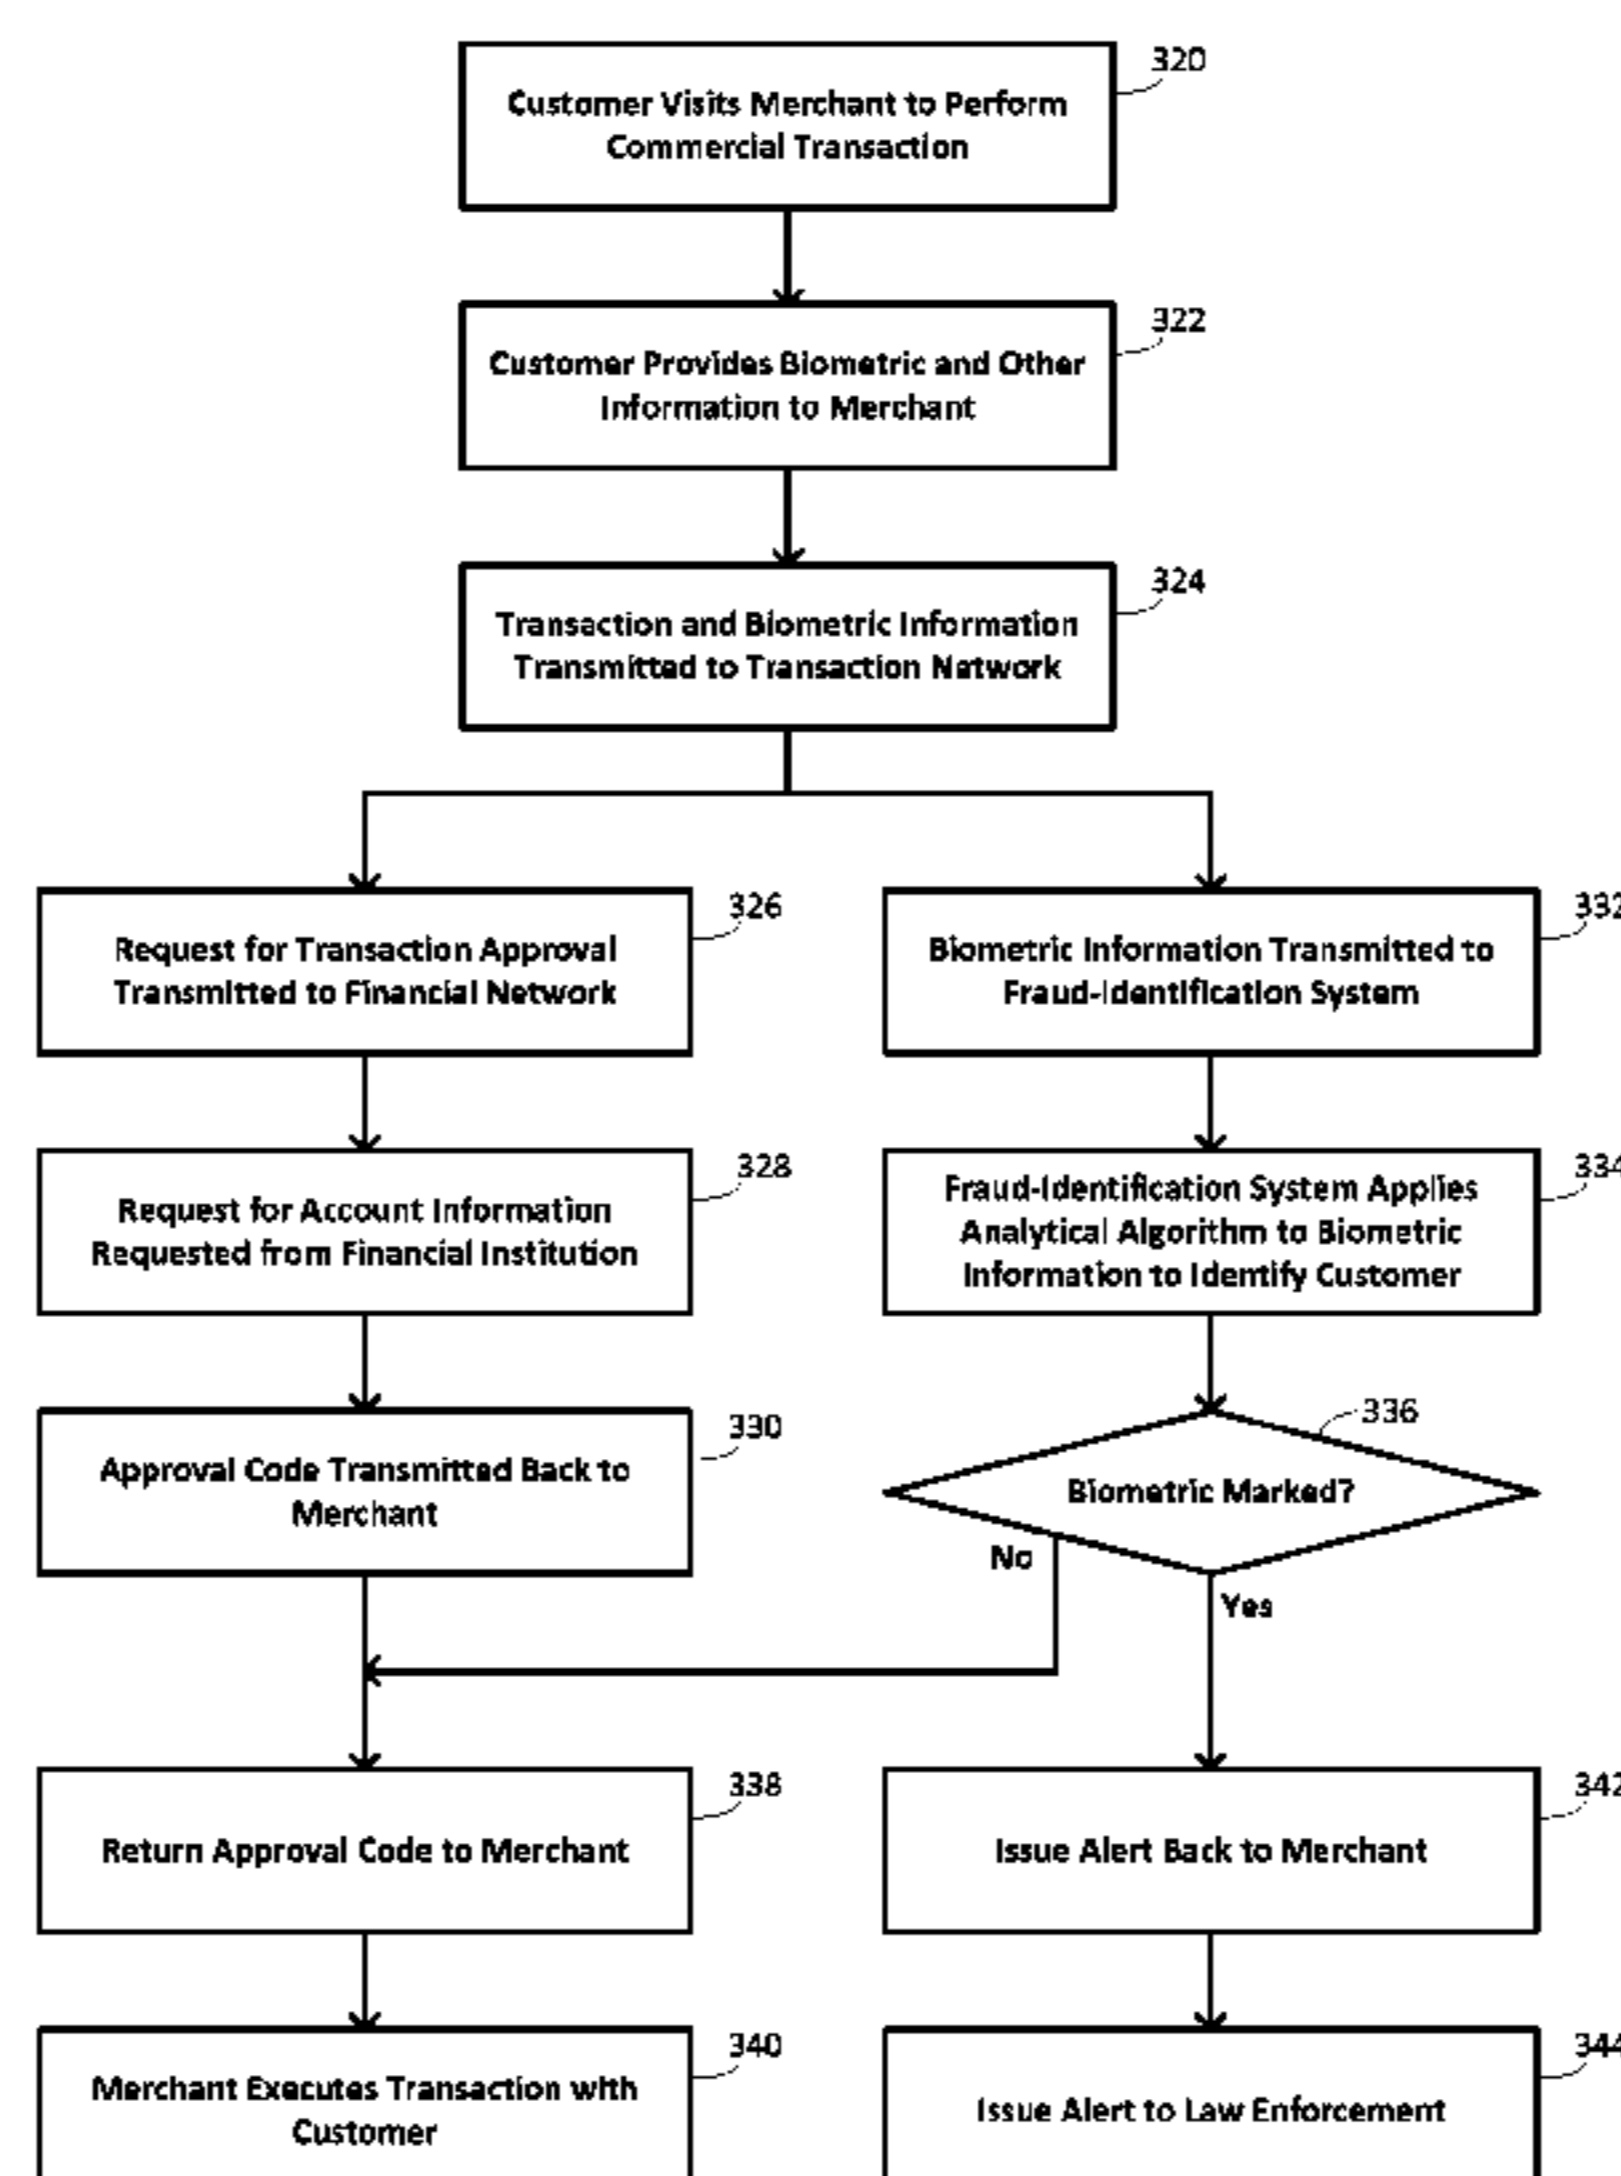 320
Customer Visits Merchant to Perform
Commercial Transaction
322
Customer Provides Biometric and Other
Information to Merchant
324
Transaction and Biometric Information
Transmitted to Transaction Network
326
Request for Transaction Approval
Transmitted to Financial Network
332
Biometric Information Transmitted to
Fraud-Identification System
328
Request for Account Information
Requested from Financial Institution
334
Fraud-Identification System Applies
Analytical Algorithm to Biometric
Information to Identify Customer
330
Approval Code Transmitted Back to
Merchant
336
Biometric Marked?
No
Yes
338
Return Approval Code to Merchant
342
Issue Alert Back to Merchant
340
Merchant Executes Transaction with
Customer
344
Issue Alert to Law Enforcement